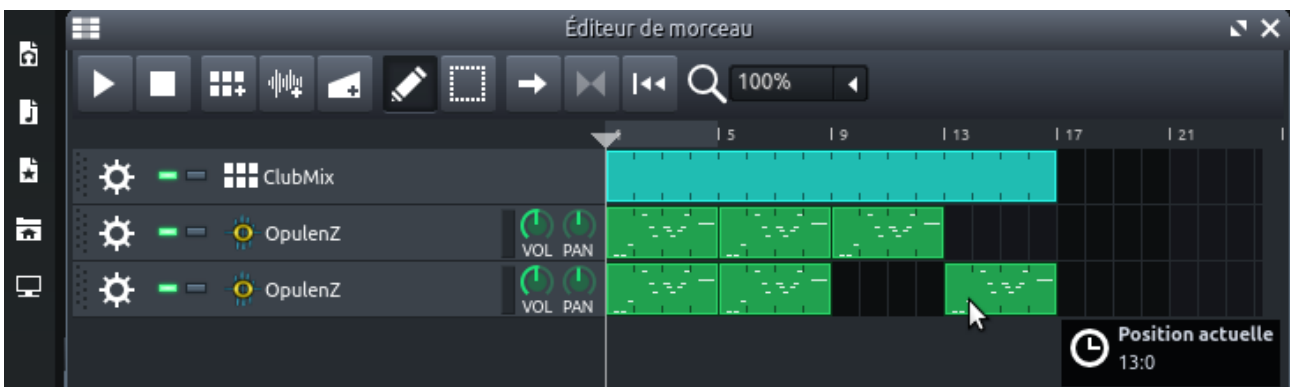 Éditeur de morceau
100%
5 9 13 17 21
ClubMix
OpulenZ VOL PAN
OpulenZ VOL PAN
Position actuelle
13:0